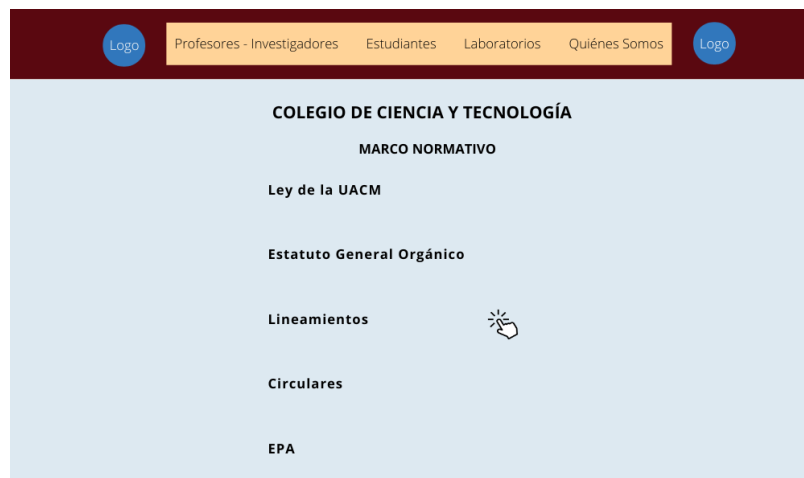 Logo Profesores - Investigadores Estudiantes Laboratorios Quiénes Somos Logo
COLEGIO DE CIENCIA Y TECNOLOGÍA
MARCO NORMATIVO
Ley de la UACM
Estatuto General Orgánico
Lineamientos
Circulares
EPA